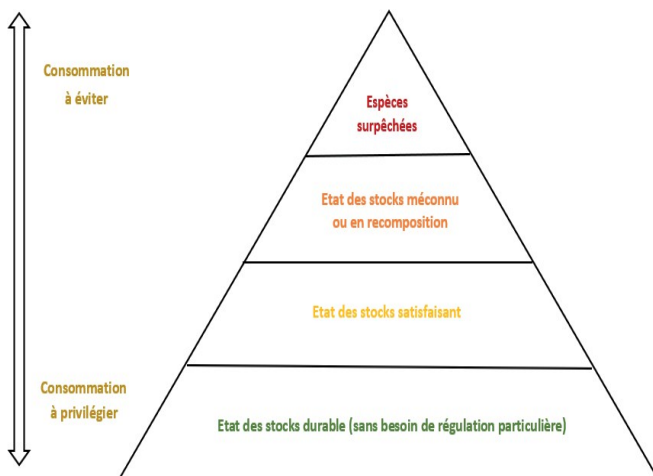 Consommation
à éviter
Espèces
surpêchées
Etat des stocks méconnu
ou en recomposition
Etat des stocks satisfaisant
Consommation
à privilégier
Etat des stocks durable (sans besoin de régulation particulière)